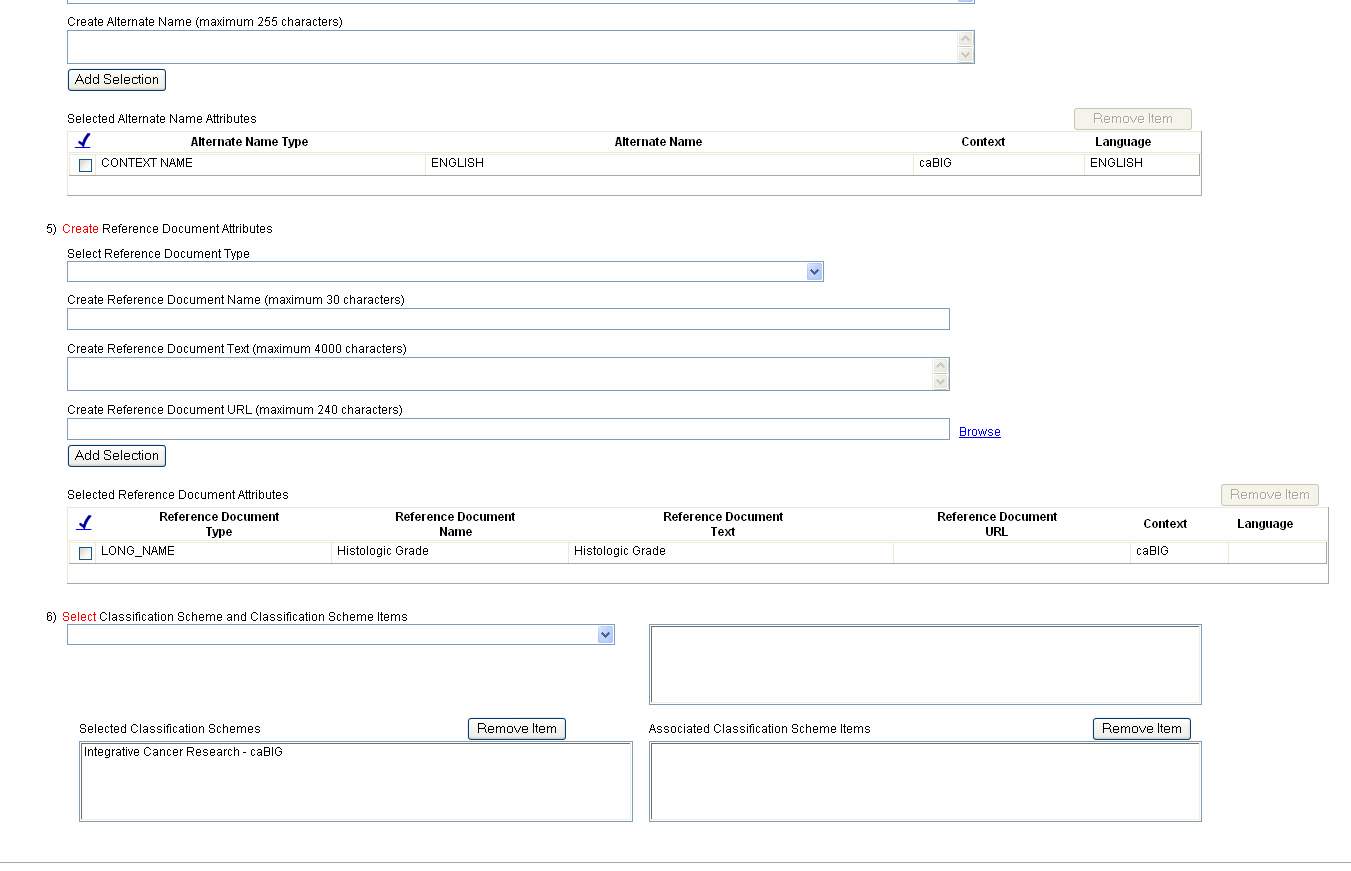 Create Alternate Name (maximum 255 characters)
Add Selection
Selected Alternate Name Attributes
Remove Item
Alternate Name Type Alternate Name Context Language
CONTEXT NAME ENGLISH caBIG ENGLISH
5) Create Reference Document Attributes
Select Reference Document Type
Create Reference Document Name (maximum 30 characters)
Create Reference Document Text (maximum 4000 characters)
Create Reference Document URL (maximum 240 characters)
Browse
Add Selection
Selected Reference Document Attributes
Remove Item
Reference Document Type Reference Document Name Reference Document Text Reference Document URL Context Language
LONG_NAME Histologic Grade Histologic Grade caBIG
6) Select Classification Scheme and Classification Scheme Items
Selected Classification Schemes Remove Item Associated Classification Scheme Items Remove Item
Integrative Cancer Research - caBIG